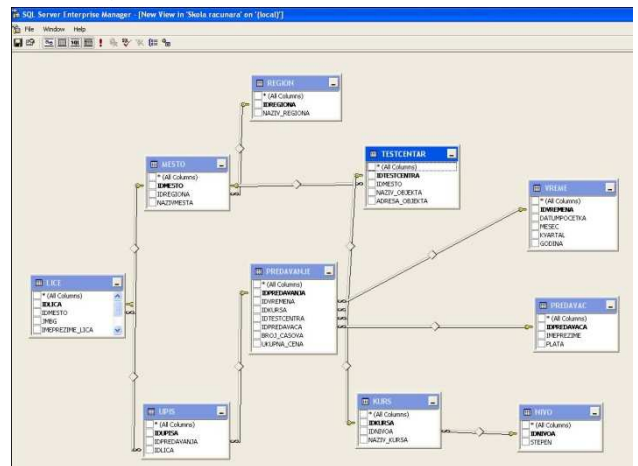 SQL Server Enterprise Manager - [New View in 'Skola racunara' on '(local)']
File Window Help
REGION
* (All Columns)
IDREGIONA
NAZIV_REGIONA
MESTO
* (All Columns)
IDMESTO
IDREGIONA
NAZIVMESTA
TESTCENTAR
* (All Columns)
IDTESTCENTRA
IDMESTO
NAZIV_OBJEKTA
ADRESA_OBJEKTA
VREME
* (All Columns)
IDVREMENA
DATUMPOCETKA
MESEC
KVARTAL
GODINA
LICE
* (All Columns)
IDLICA
IDMESTO
JMBG
IMEPREZIME_LICA
PREDAVANJE
* (All Columns)
IDPREDAVANJA
IDVREMENA
IDKURSA
IDTESTCENTRA
IDPREDAVACA
BROJ_CASOVA
UKUPNA_CENA
PREDAVAC
* (All Columns)
IDPREDAVACA
IMEPREZIME
PLATA
UPIS
* (All Columns)
IDUPISA
IDPREDAVANJA
IDLICA
KURS
* (All Columns)
IDKURSA
IDNIVOA
NAZIV_KURSA
NIVO
* (All Columns)
IDNIVOA
STEPEN